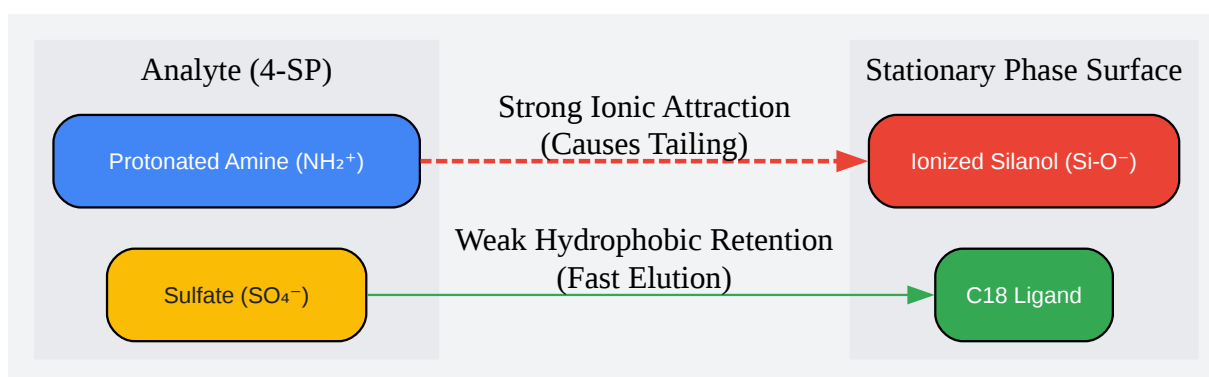 Analyte (4-SP)
Stationary Phase Surface
Strong Ionic Attraction
(Causes Tailing)
Protonated Amine (NH₂⁺)
Ionized Silanol (Si-O⁻)
Weak Hydrophobic Retention
(Fast Elution)
Sulfate (SO₄⁻)
C18 Ligand